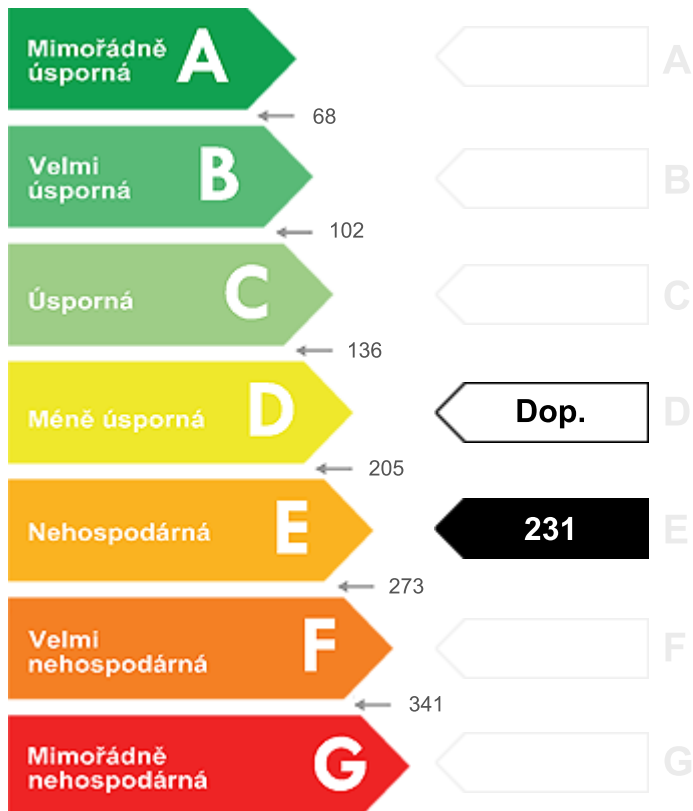 Mimořádně
úsporná
A
A
68
Velmi
úsporná
B
B
102
Úsporná
C
C
136
Méně úsporná
D
Dop.
D
205
Nehospodárná
E
231
E
273
Velmi
nehospodárná
F
F
341
Mimořádně
nehospodárná
G
G